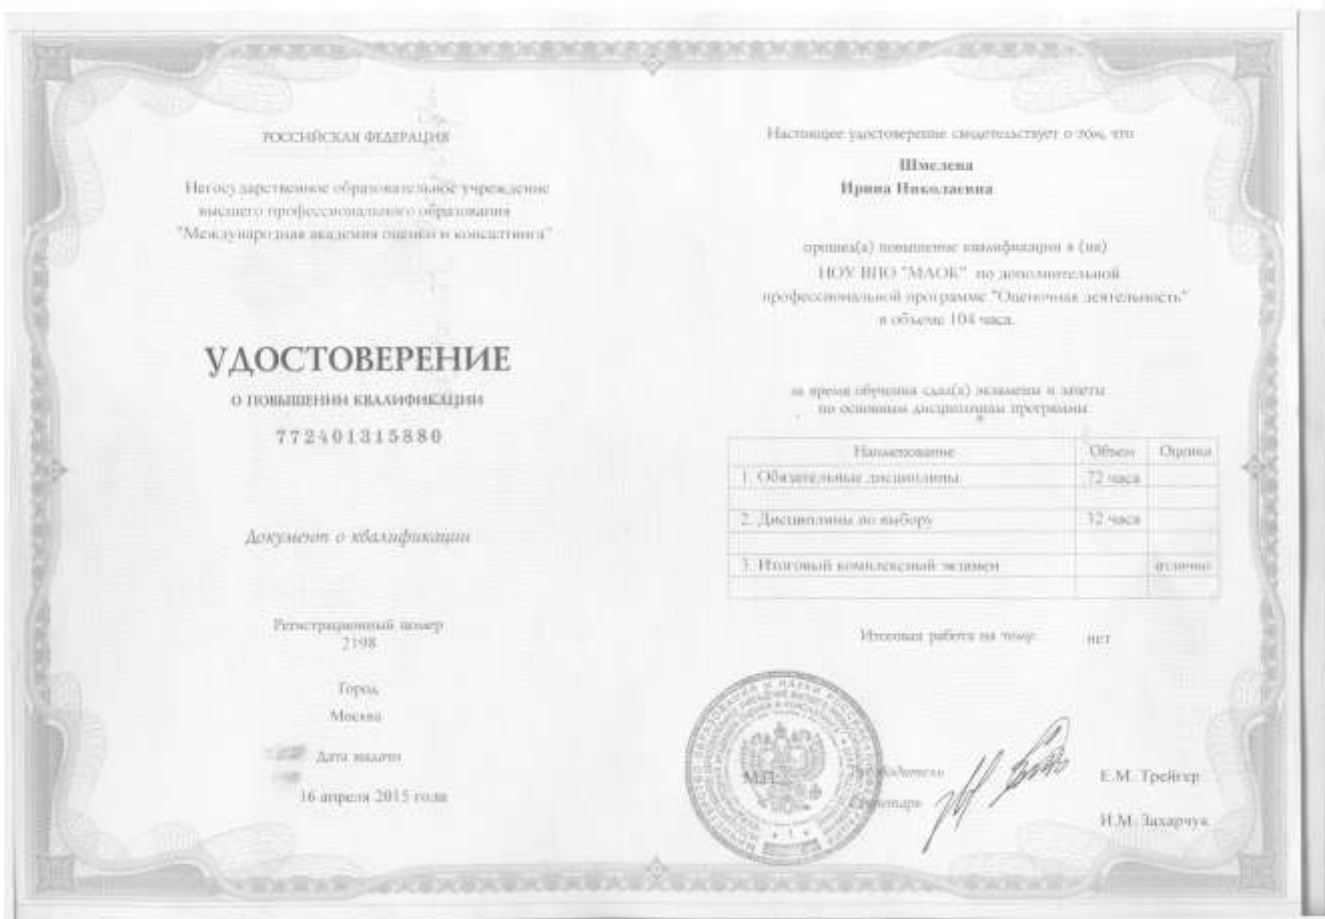 РОССИЙСКАЯ ФЕДЕРАЦИЯ
Негосударственное образовательное учреждение
высшего профессионального образования
"Международная академия оценки и консалтинга"
УДОСТОВЕРЕНИЕ
О ПОВЫШЕНИИ КВАЛИФИКАЦИИ
772401315880
Документ о квалификации
Регистрационный номер
2198
Город
Москва
Дата выдачи
16 апреля 2015 года
Настоящее удостоверение свидетельствует о том, что
Шмелева
Ирина Николаевна
прошел(а) повышение квалификации в (на)
НОУ ВПО "МАОК" по дополнительной
профессиональной программе "Оценочная деятельность"
в объеме 104 часа.
за время обучения сдал(а) экзамены и зачеты
по основным дисциплинам программы
Наименование Объем Оценка
1. Обязательные дисциплины 72 часа
2. Дисциплины по выбору 32 часа
3. Итоговый комплексный экзамен отлично
Итоговая работа на тему: нет
М.П.
Руководитель Е.М. Трейгер
Секретарь И.М. Захарчук